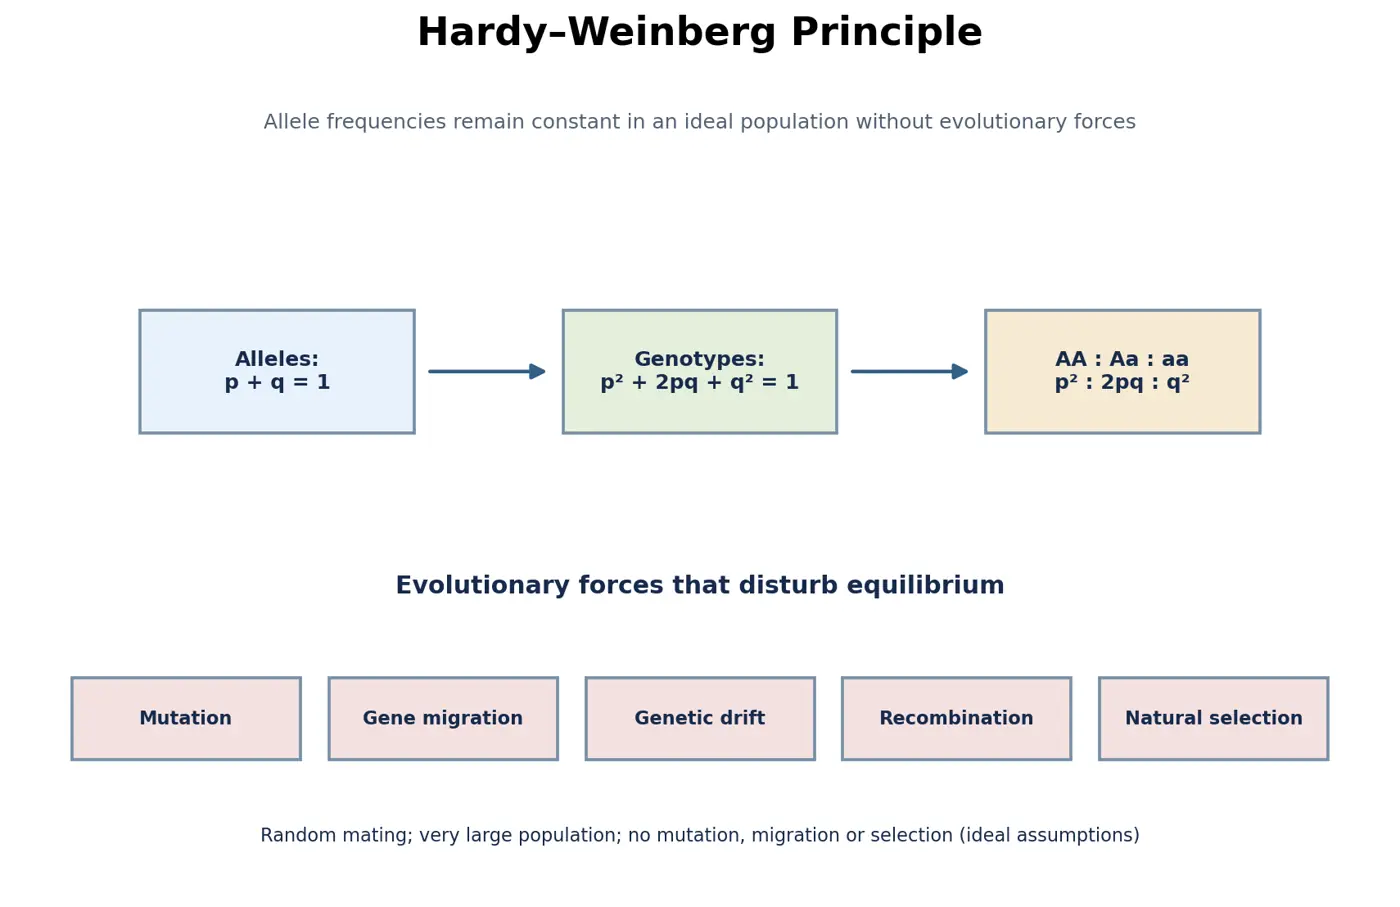 Hardy–Weinberg Principle
Allele frequencies remain constant in an ideal population without evolutionary forces
Alleles:
p + q = 1
Genotypes:
p² + 2pq + q² = 1
AA : Aa : aa
p² : 2pq : q²
Evolutionary forces that disturb equilibrium
Mutation
Gene migration
Genetic drift
Recombination
Natural selection
Random mating; very large population; no mutation, migration or selection (ideal assumptions)